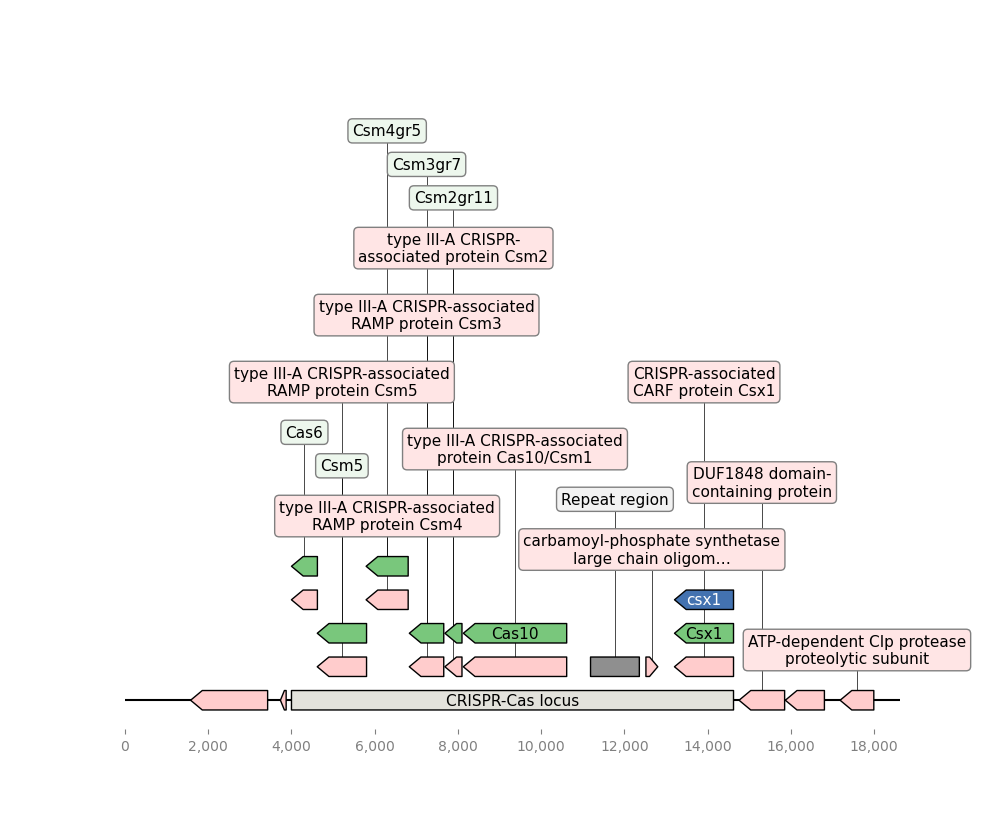 Csm4gr5
Csm3gr7
Csm2gr11
type III-A CRISPR-
associated protein Csm2
type III-A CRISPR-associated
RAMP protein Csm3
type III-A CRISPR-associated
RAMP protein Csm5
CRISPR-associated
CARF protein Csx1
Cas6
type III-A CRISPR-associated
protein Cas10/Csm1
Csm5
DUF1848 domain-
containing protein
Repeat region
type III-A CRISPR-associated
RAMP protein Csm4
carbamoyl-phosphate synthetase
large chain oligom...
csx1
Cas10
Csx1
ATP-dependent Clp protease
proteolytic subunit
CRISPR-Cas locus
0 2,000 4,000 6,000 8,000 10,000 12,000 14,000 16,000 18,000